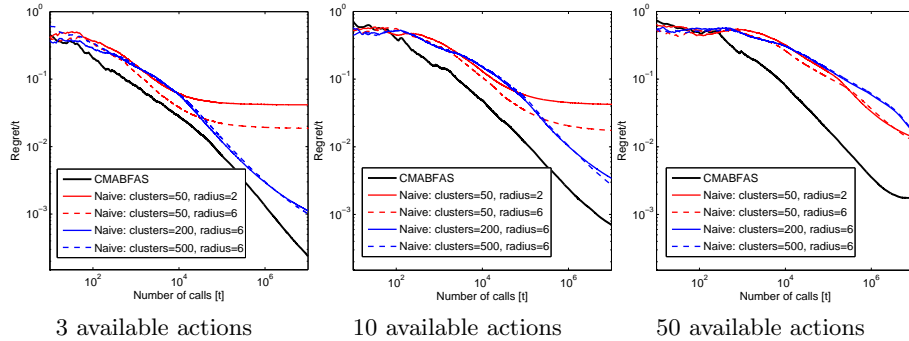 10^0
10^-1
10^-2
10^-3
Regret/t
CMABFAS
Naive: clusters=50, radius=2
Naive: clusters=50, radius=6
Naive: clusters=200, radius=6
Naive: clusters=500, radius=6
10^2
10^4
10^6
Number of calls [t]
3 available actions
10^0
10^-1
10^-2
10^-3
Regret/t
CMABFAS
Naive: clusters=50, radius=2
Naive: clusters=50, radius=6
Naive: clusters=200, radius=6
Naive: clusters=500, radius=6
10^2
10^4
10^6
Number of calls [t]
10 available actions
10^0
10^-1
10^-2
10^-3
Regret/t
CMABFAS
Naive: clusters=50, radius=2
Naive: clusters=50, radius=6
Naive: clusters=200, radius=6
Naive: clusters=500, radius=6
10^2
10^4
10^6
Number of calls [t]
50 available actions